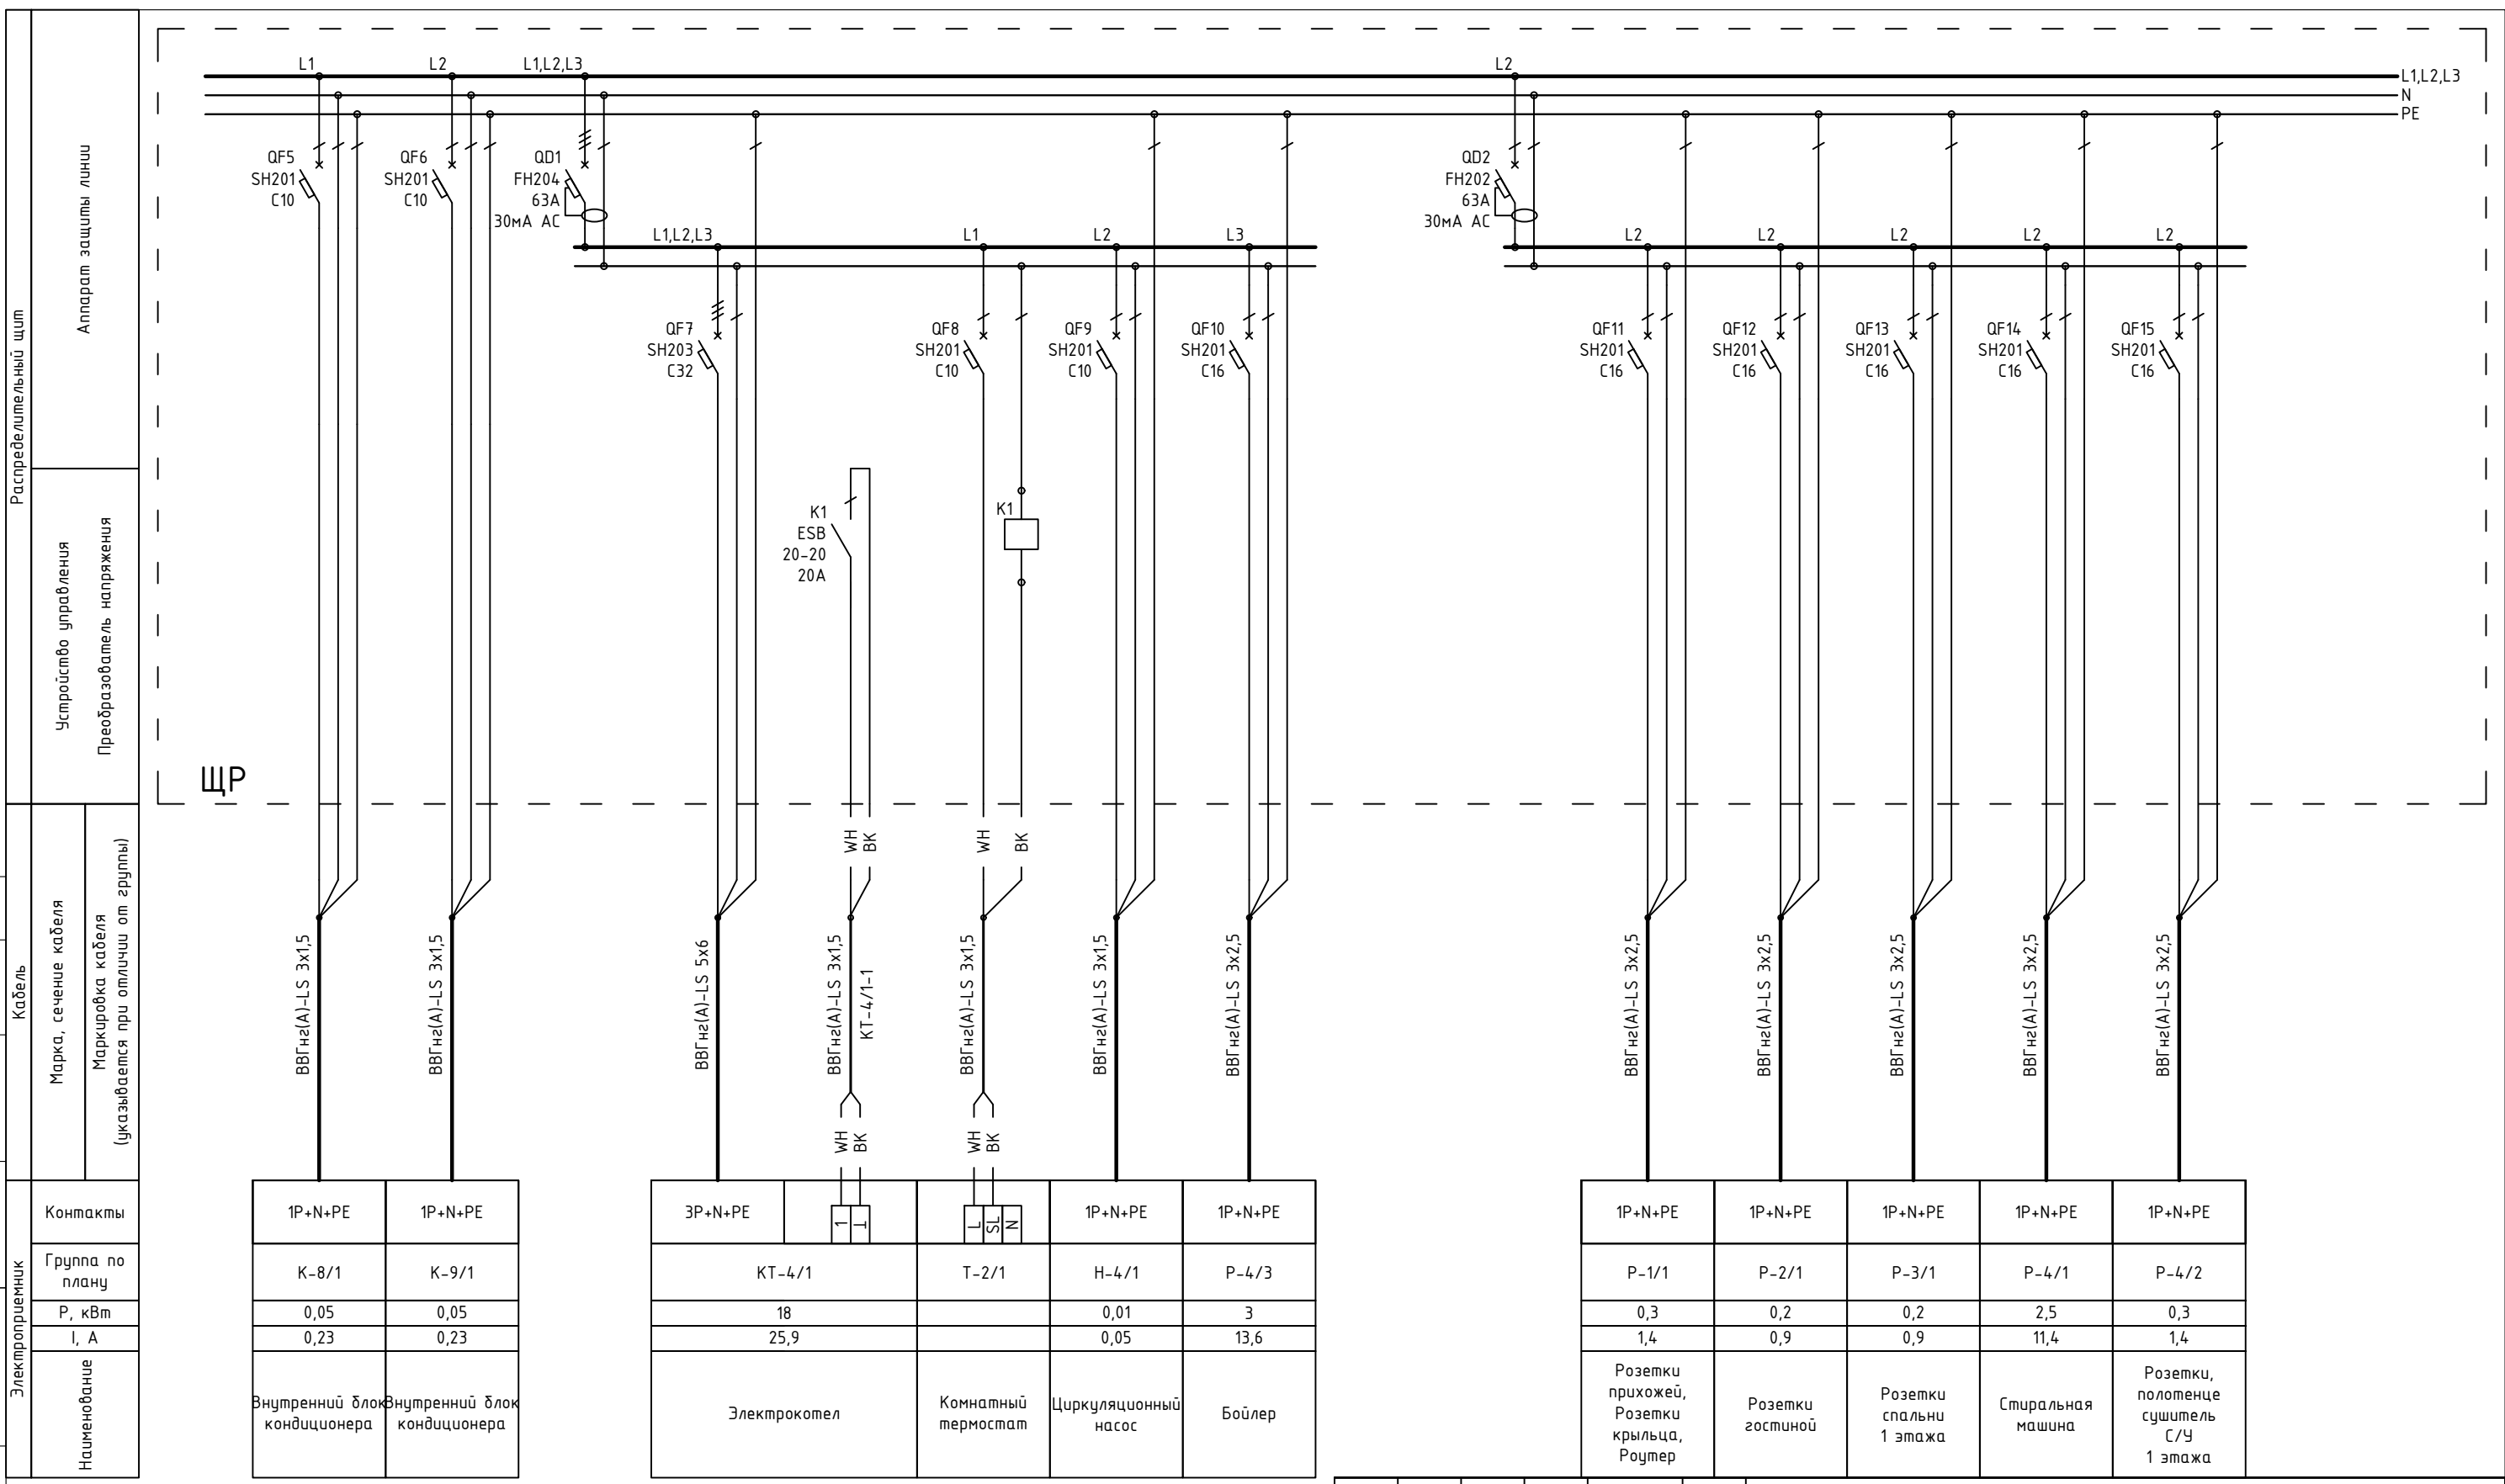 Распределительный щит
Аппарат защиты линии
Устройство управления
Преобразователь напряжения
Кабель
Марка, сечение кабеля
Маркировка кабеля
(указывается при отличии от группы)
Электроприемник
L1
L2
L1,L2,L3
L2
L1,L2,L3
N
PE
QF5
SH201
C10
QF6
SH201
C10
QD1
FH204
63A
30мА AC
QD2
FH202
63A
30мА AC
L1,L2,L3
L1
L2
L3
L2
L2
L2
L2
L2
QF7
SH203
C32
QF8
SH201
C10
QF9
SH201
C10
QF10
SH201
C16
QF11
SH201
C16
QF12
SH201
C16
QF13
SH201
C16
QF14
SH201
C16
QF15
SH201
C16
K1
ESB
20-20
20A
K1
ЩР
WH
BK
WH
BK
ВВГнг(А)-LS 3х1,5
ВВГнг(А)-LS 3х1,5
ВВГнг(А)-LS 5х6
ВВГнг(А)-LS 3х1,5
КТ-4/1-1
ВВГнг(А)-LS 3х1,5
ВВГнг(А)-LS 3х1,5
ВВГнг(А)-LS 3х2,5
ВВГнг(А)-LS 3х2,5
ВВГнг(А)-LS 3х2,5
ВВГнг(А)-LS 3х2,5
ВВГнг(А)-LS 3х2,5
ВВГнг(А)-LS 3х2,5
WH
BK
WH
BK
Контакты
1P+N+PE
1P+N+PE
3P+N+PE
1
⊥
L
SL
N
1P+N+PE
1P+N+PE
1P+N+PE
1P+N+PE
1P+N+PE
1P+N+PE
1P+N+PE
Группа по
плану
К-8/1
К-9/1
КТ-4/1
Т-2/1
Н-4/1
Р-4/3
Р-1/1
Р-2/1
Р-3/1
Р-4/1
Р-4/2
Р, кВт
0,05
0,05
18
0,01
3
0,3
0,2
0,2
2,5
0,3
I, А
0,23
0,23
25,9
0,05
13,6
1,4
0,9
0,9
11,4
1,4
Наименование
Внутренний блок
кондиционера
Внутренний блок
кондиционера
Электрокотел
Комнатный
термостат
Циркуляционный
насос
Бойлер
Розетки
прихожей,
Розетки
крыльца,
Роутер
Розетки
гостиной
Розетки
спальни
1 этажа
Стиральная
машина
Розетки,
полотенце
сушитель
С/У
1 этажа